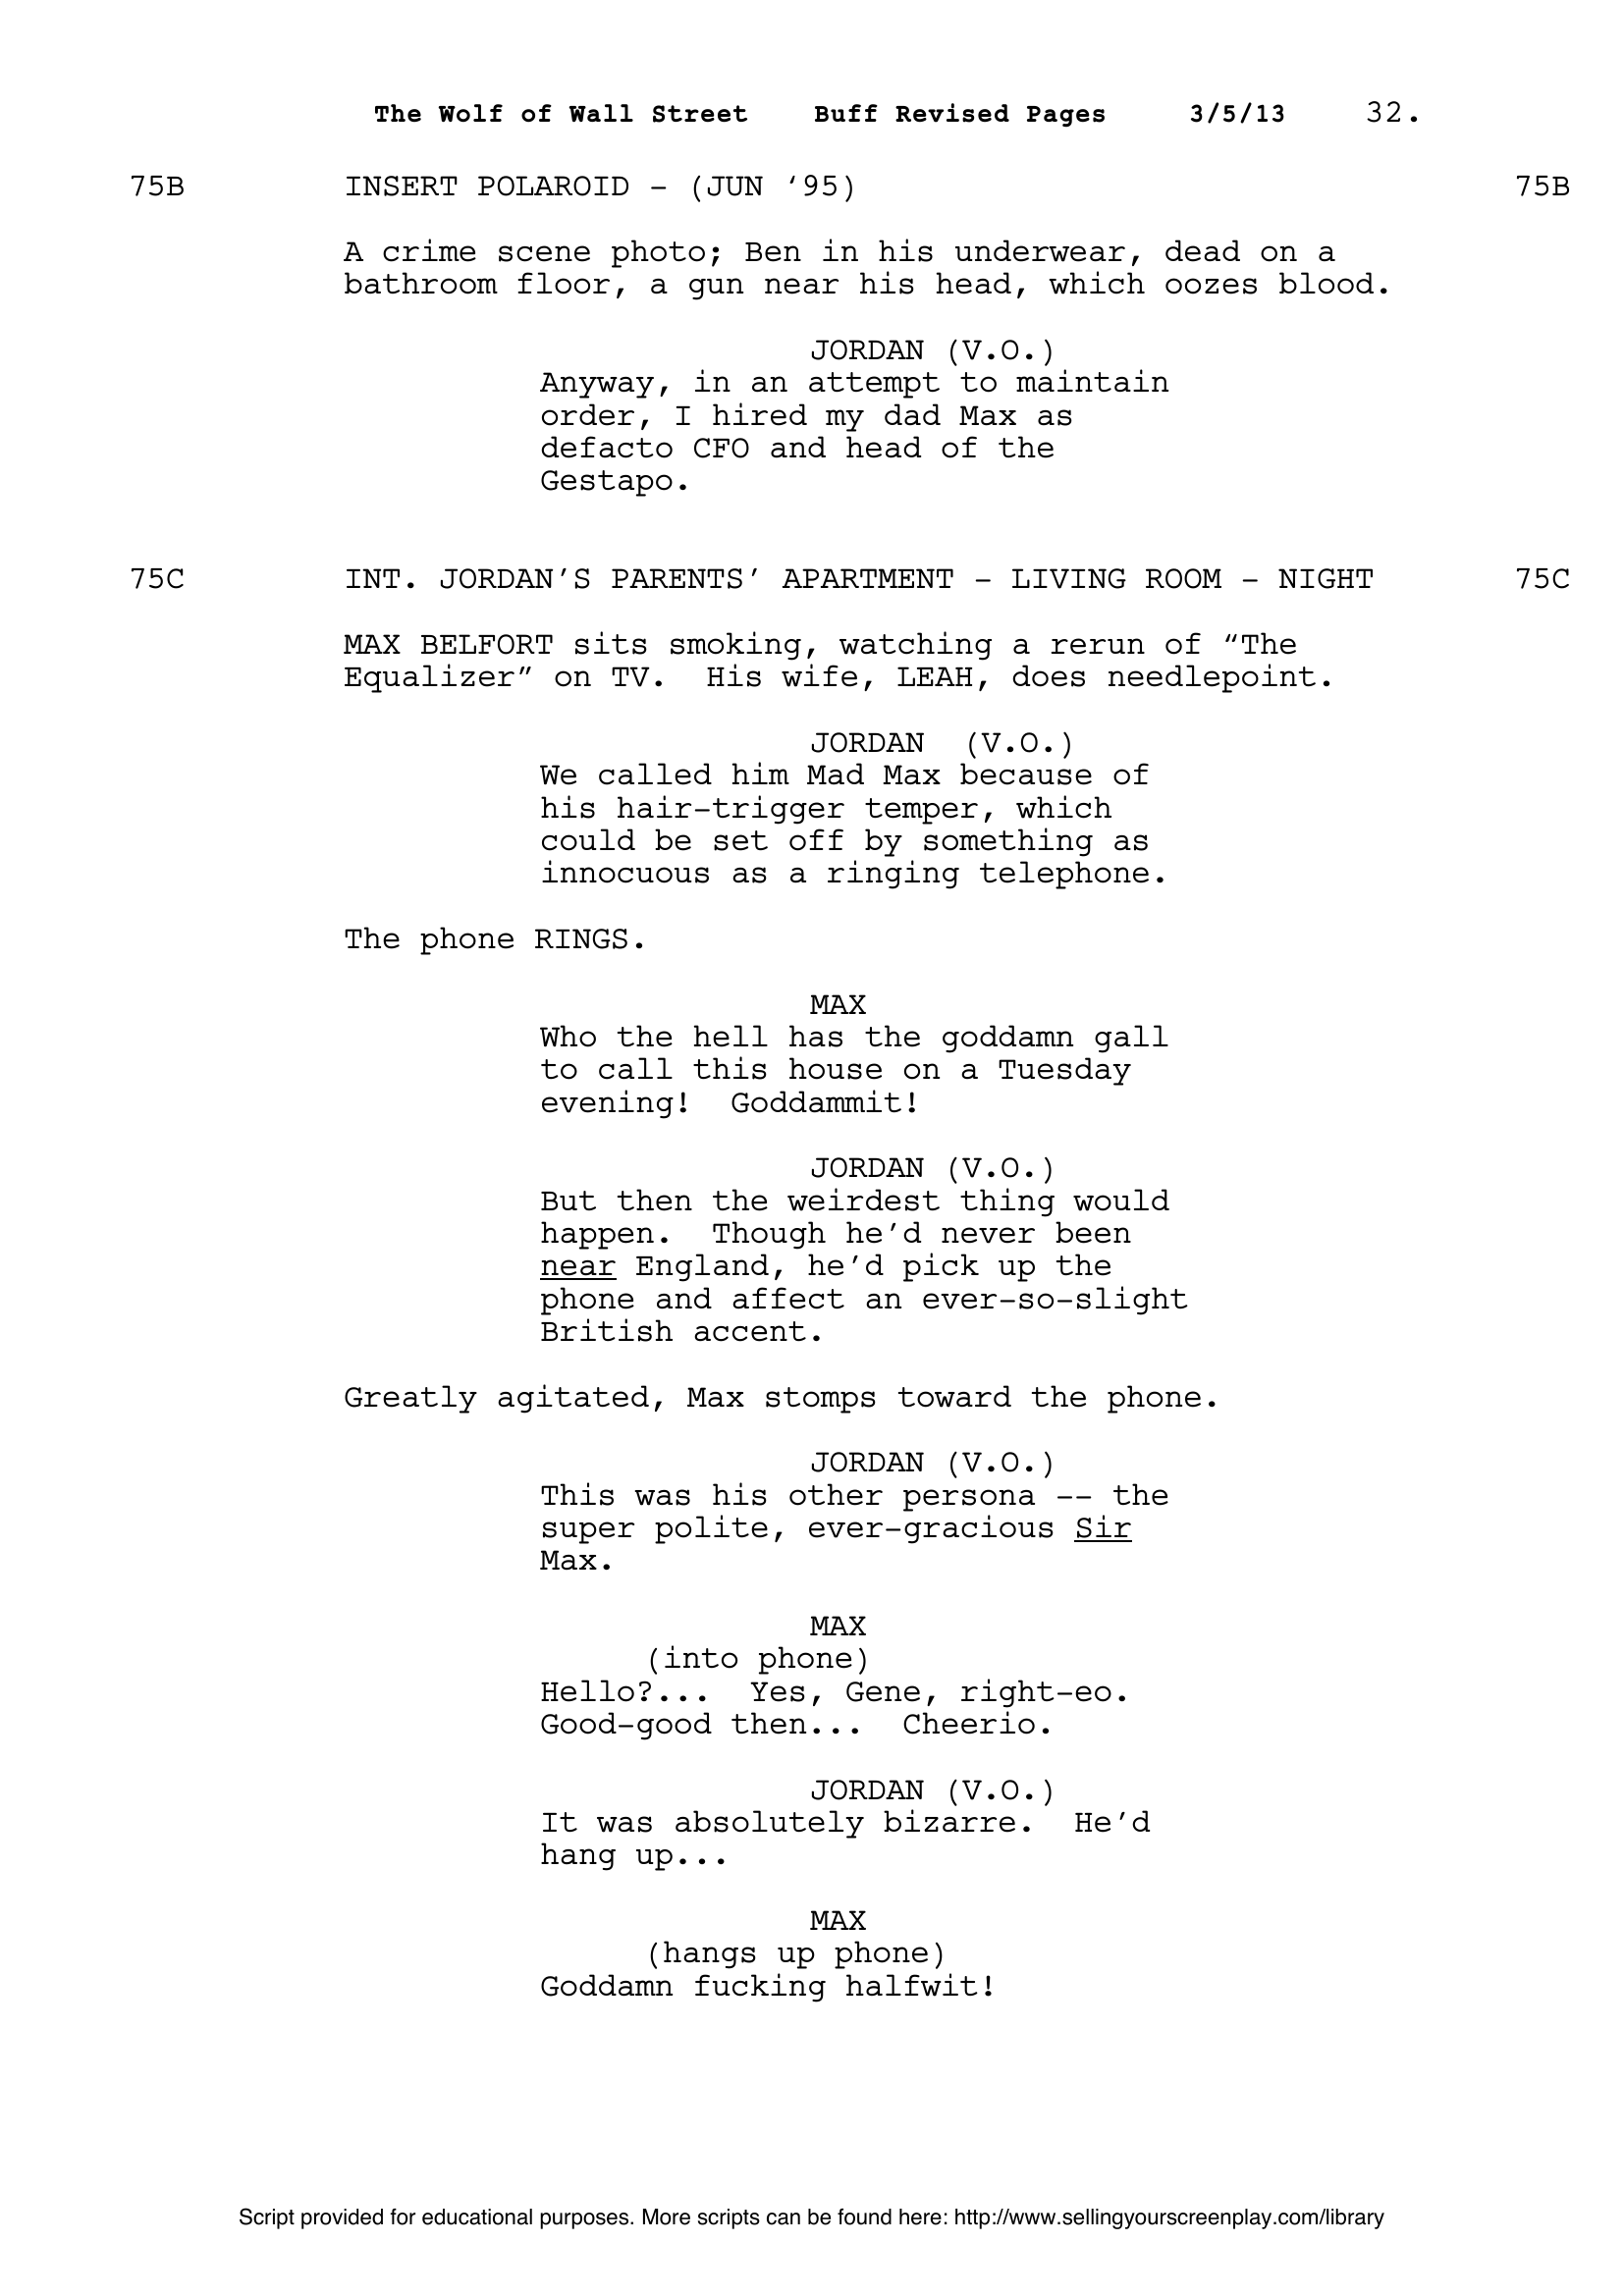 The Wolf of Wall Street    Buff Revised Pages    3/5/13    32.
75B    INSERT POLAROID - (JUN ‘95)    75B
A crime scene photo; Ben in his underwear, dead on a
bathroom floor, a gun near his head, which oozes blood.
JORDAN (V.O.)
Anyway, in an attempt to maintain
order, I hired my dad Max as
defacto CFO and head of the
Gestapo.
75C    INT. JORDAN’S PARENTS’ APARTMENT - LIVING ROOM - NIGHT    75C
MAX BELFORT sits smoking, watching a rerun of “The
Equalizer” on TV.  His wife, LEAH, does needlepoint.
JORDAN  (V.O.)
We called him Mad Max because of
his hair-trigger temper, which
could be set off by something as
innocuous as a ringing telephone.
The phone RINGS.
MAX
Who the hell has the goddamn gall
to call this house on a Tuesday
evening!  Goddammit!
JORDAN (V.O.)
But then the weirdest thing would
happen.  Though he’d never been
near England, he’d pick up the
phone and affect an ever-so-slight
British accent.
Greatly agitated, Max stomps toward the phone.
JORDAN (V.O.)
This was his other persona -- the
super polite, ever-gracious Sir
Max.
MAX
(into phone)
Hello?...  Yes, Gene, right-eo.
Good-good then...  Cheerio.
JORDAN (V.O.)
It was absolutely bizarre.  He’d
hang up...
MAX
(hangs up phone)
Goddamn fucking halfwit!
Script provided for educational purposes. More scripts can be found here: http://www.sellingyourscreenplay.com/library